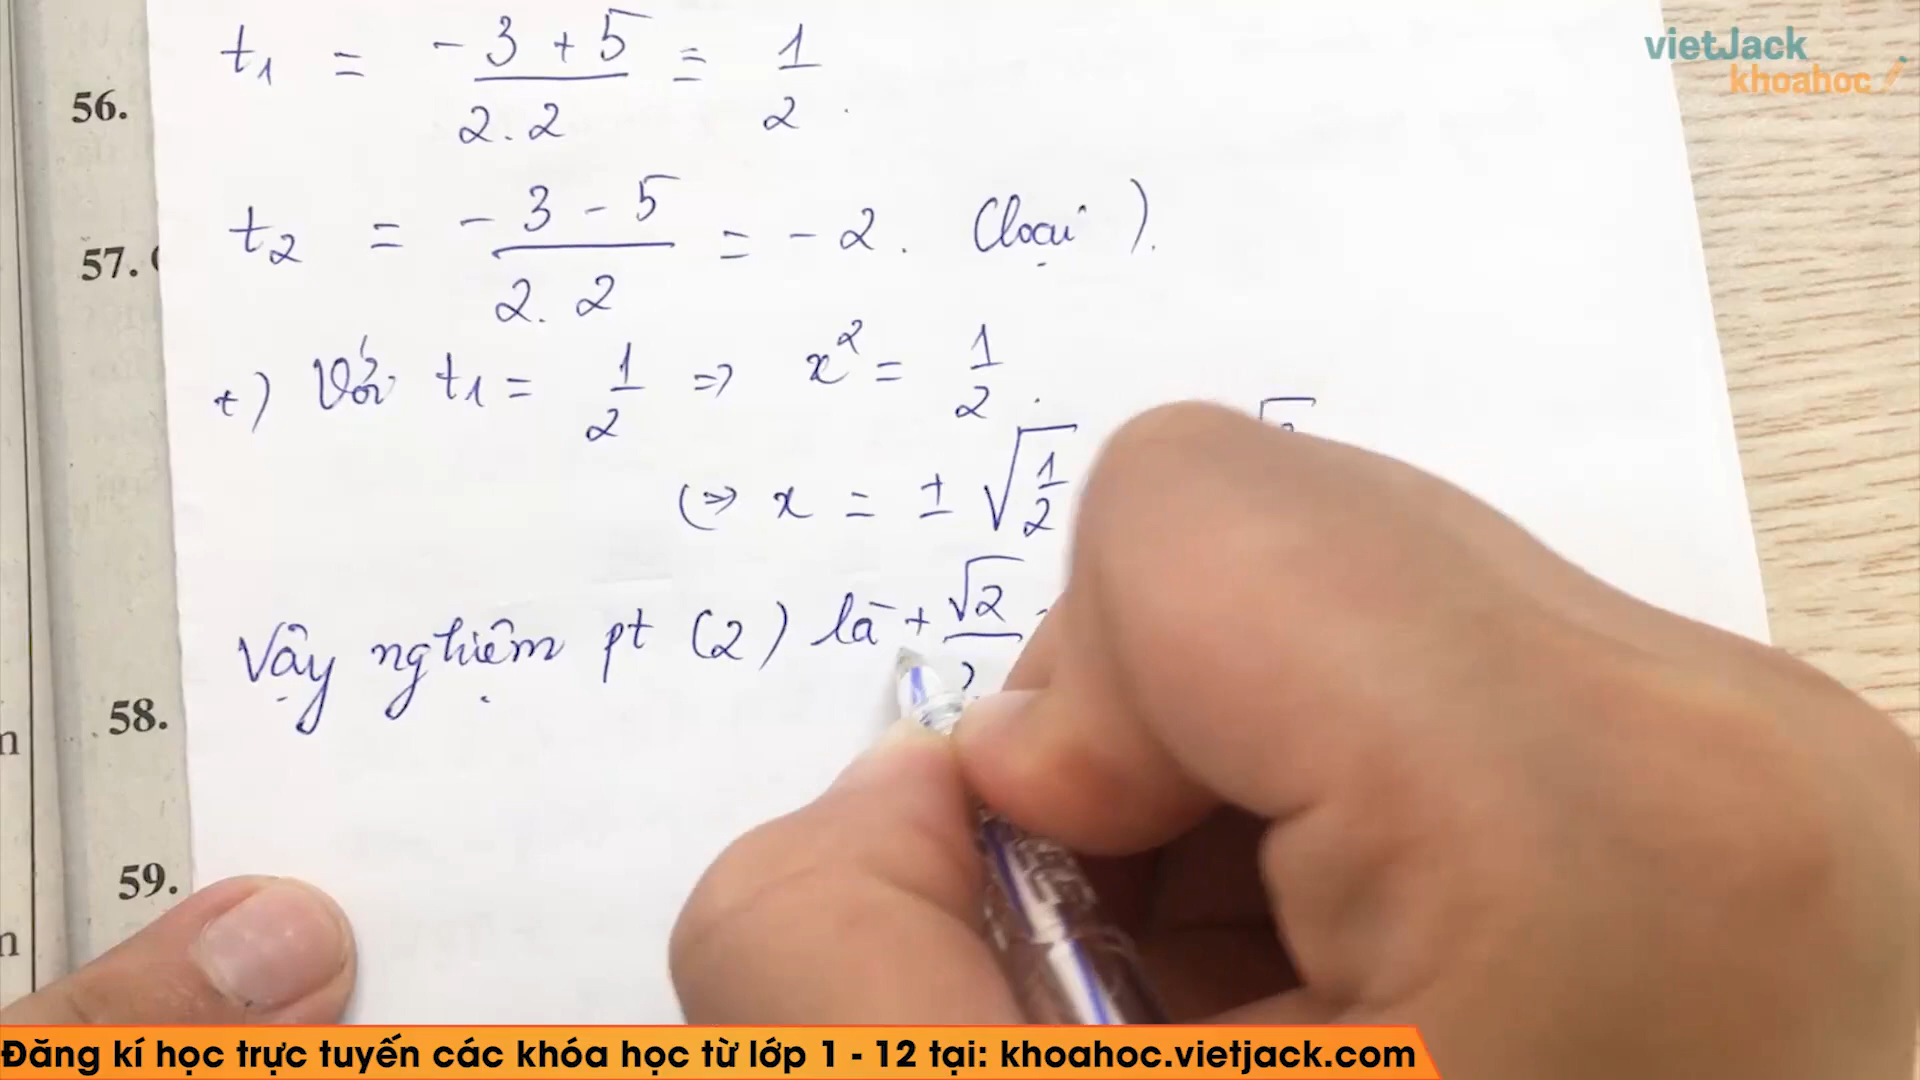 vietJack
khoahoc
56.
t₁ = (-3 + 5)/(2.2) = 1/2.
57.
t₂ = (-3 - 5)/(2.2) = -2. (loại).
+) Với t₁ = 1/2 => x² = 1/2.
(=> x = ± √(1/2)
Vậy nghiệm pt (2) là + √2/2
58.
59.
n
n
Đăng kí học trực tuyến các khóa học từ lớp 1 - 12 tại: khoahoc.vietjack.com